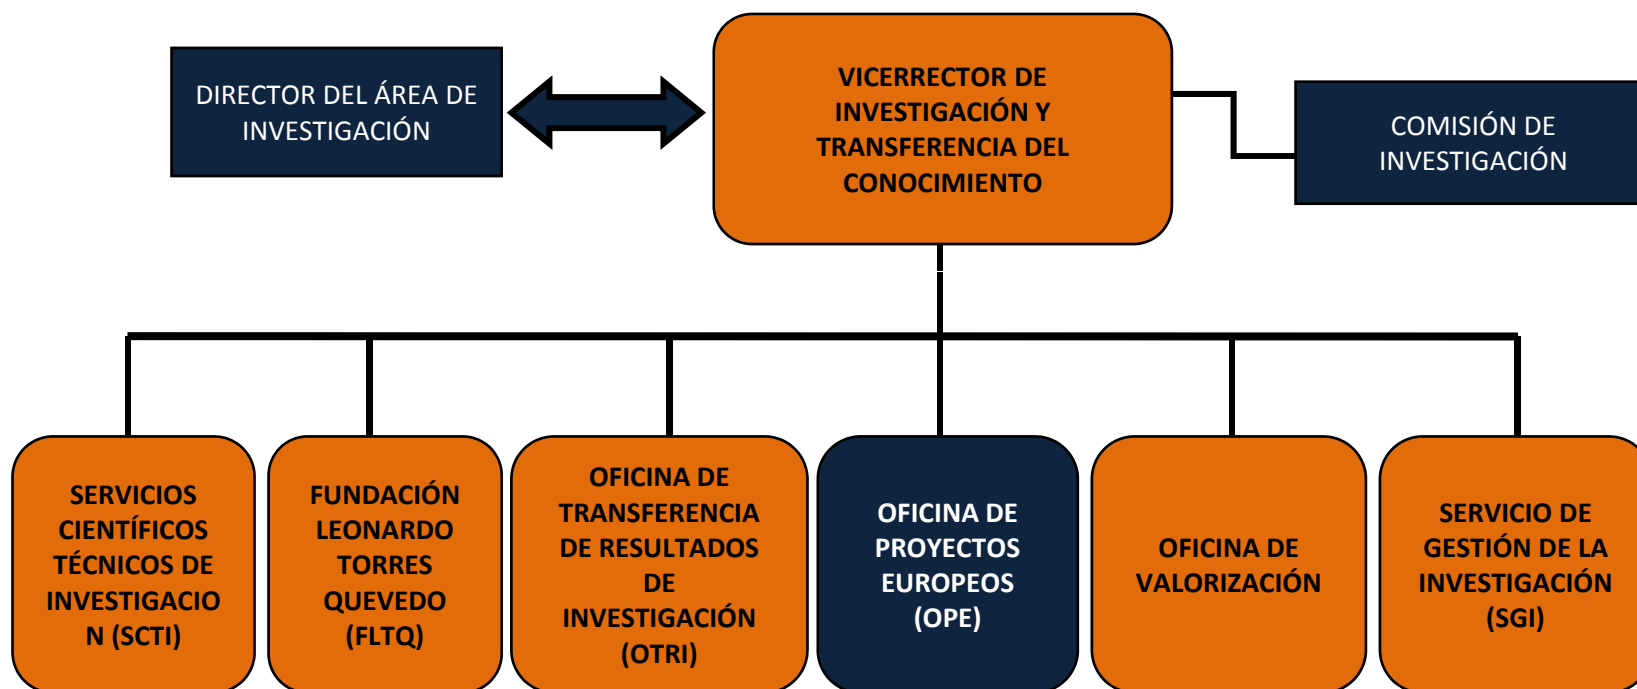 DIRECTOR DEL ÁREA DE
INVESTIGACIÓN
VICERRECTOR DE
INVESTIGACIÓN Y
TRANSFERENCIA DEL
CONOCIMIENTO
COMISIÓN DE
INVESTIGACIÓN
SERVICIOS
CIENTÍFICOS
TÉCNICOS DE
INVESTIGACIO
N (SCTI)
FUNDACIÓN
LEONARDO
TORRES
QUEVEDO
(FLTQ)
OFICINA DE
TRANSFERENCIA
DE RESULTADOS
DE
INVESTIGACIÓN
(OTRI)
OFICINA DE
PROYECTOS
EUROPEOS
(OPE)
OFICINA DE
VALORIZACIÓN
SERVICIO DE
GESTIÓN DE LA
INVESTIGACIÓN
(SGI)